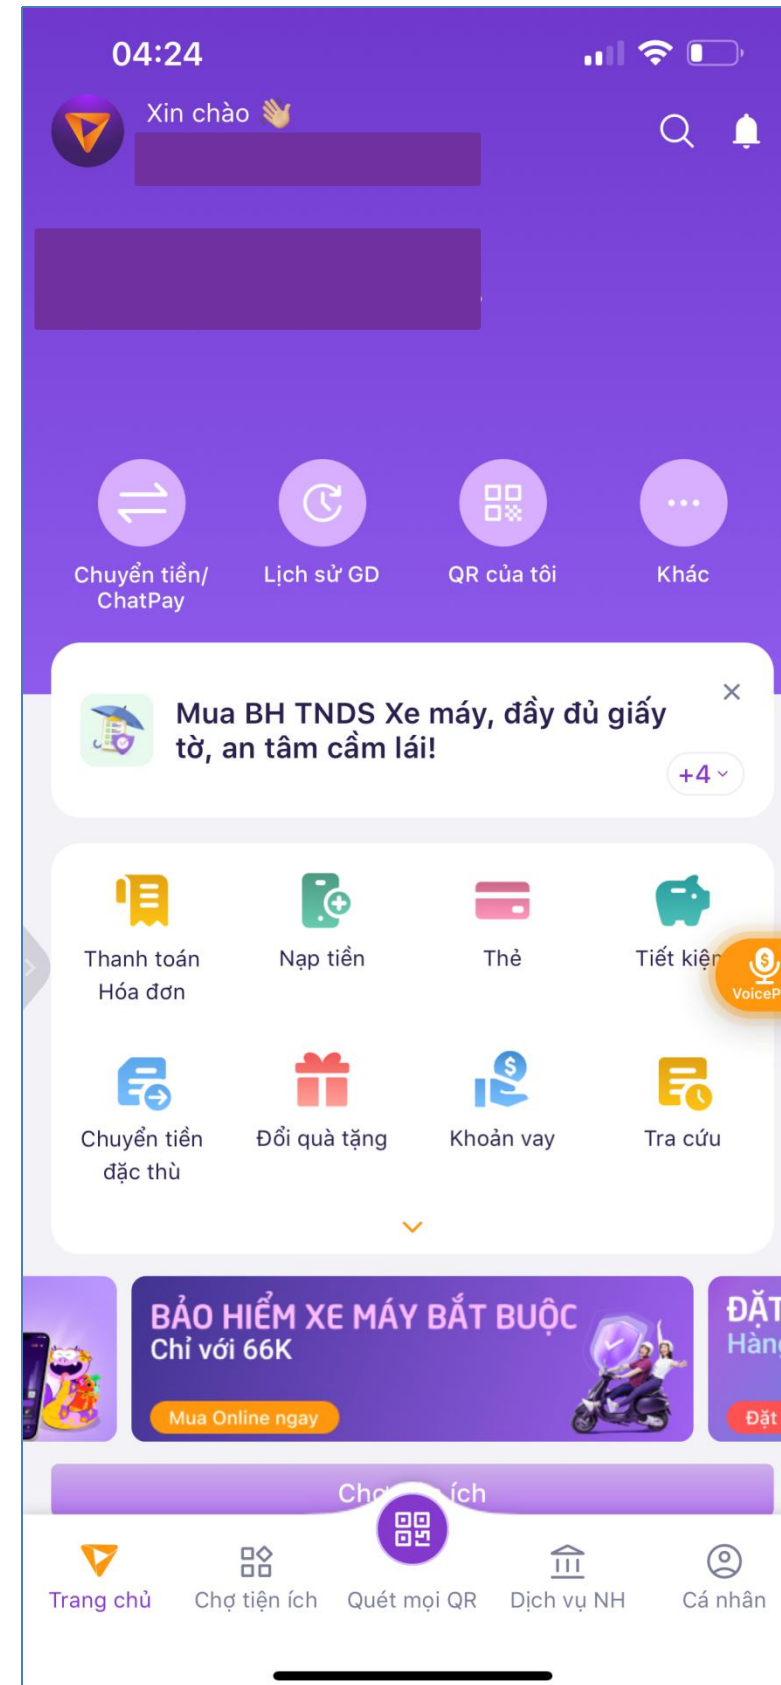 04:24
Xin chào 👋
Chuyển tiền/
ChatPay
Lịch sử GD
QR của tôi
Khác
Mua BH TNDS Xe máy, đầy đủ giấy
tờ, an tâm cầm lái!
+4
Thanh toán
Hóa đơn
Nạp tiền
Thẻ
Tiết kiệ
VoiceP
Chuyển tiền
đặc thù
Đổi quà tặng
Khoản vay
Tra cứu
BẢO HIỂM XE MÁY BẮT BUỘC
Chỉ với 66K
Mua Online ngay
ĐẶT
Hàng
Đặt
Trang chủ
Chợ tiện ích
Quét mọi QR
Dịch vụ NH
Cá nhân